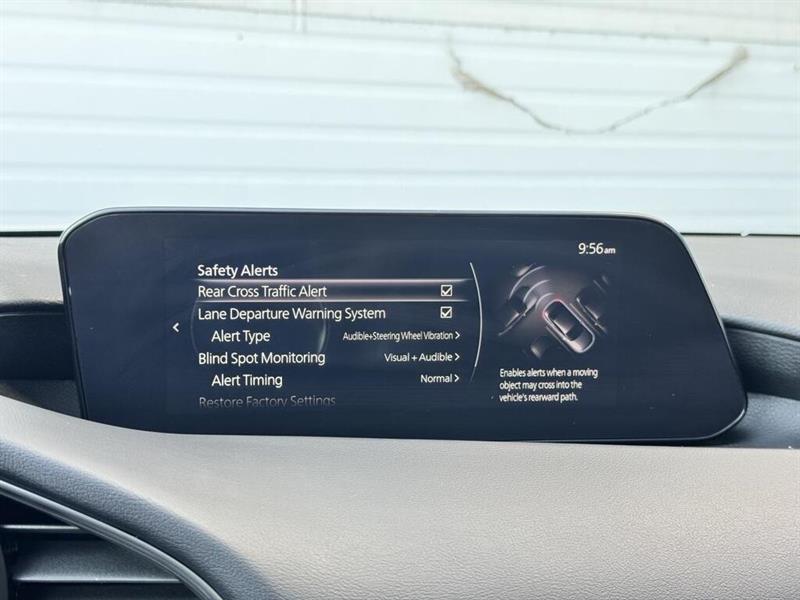 9:56am
Safety Alerts
Rear Cross Traffic Alert
Lane Departure Warning System
Alert Type Audible+Steering Wheel Vibration >
Blind Spot Monitoring Visual + Audible >
Alert Timing Normal >
Restore Factory Settings
Enables alerts when a moving
object may cross into the
vehicle's rearward path.